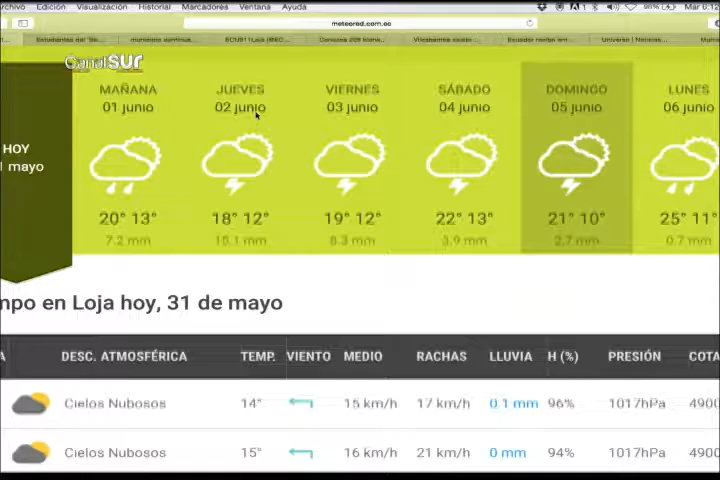 Edición Visualización Historial Marcadores Ventana Ayuda
meteored.com.ec
Canal SUR
MAÑANA JUEVES VIERNES SÁBADO DOMINGO LUNES
01 junio 02 junio 03 junio 04 junio 05 junio 06 junio
HOY
mayo
20° 13° 18° 12° 19° 12° 22° 13° 21° 10° 25° 11°
7.2 mm 8.3 mm 3.9 mm 2.7 mm 0.7 mm
mpo en Loja hoy, 31 de mayo
DESC. ATMOSFÉRICA TEMP. VIENTO MEDIO RACHAS LLUVIA H (%) PRESIÓN COTA
Cielos Nubosos 14° 15 km/h 17 km/h 0.1 mm 96% 1017hPa 4900
Cielos Nubosos 15° 16 km/h 21 km/h 0 mm 94% 1017hPa 4900